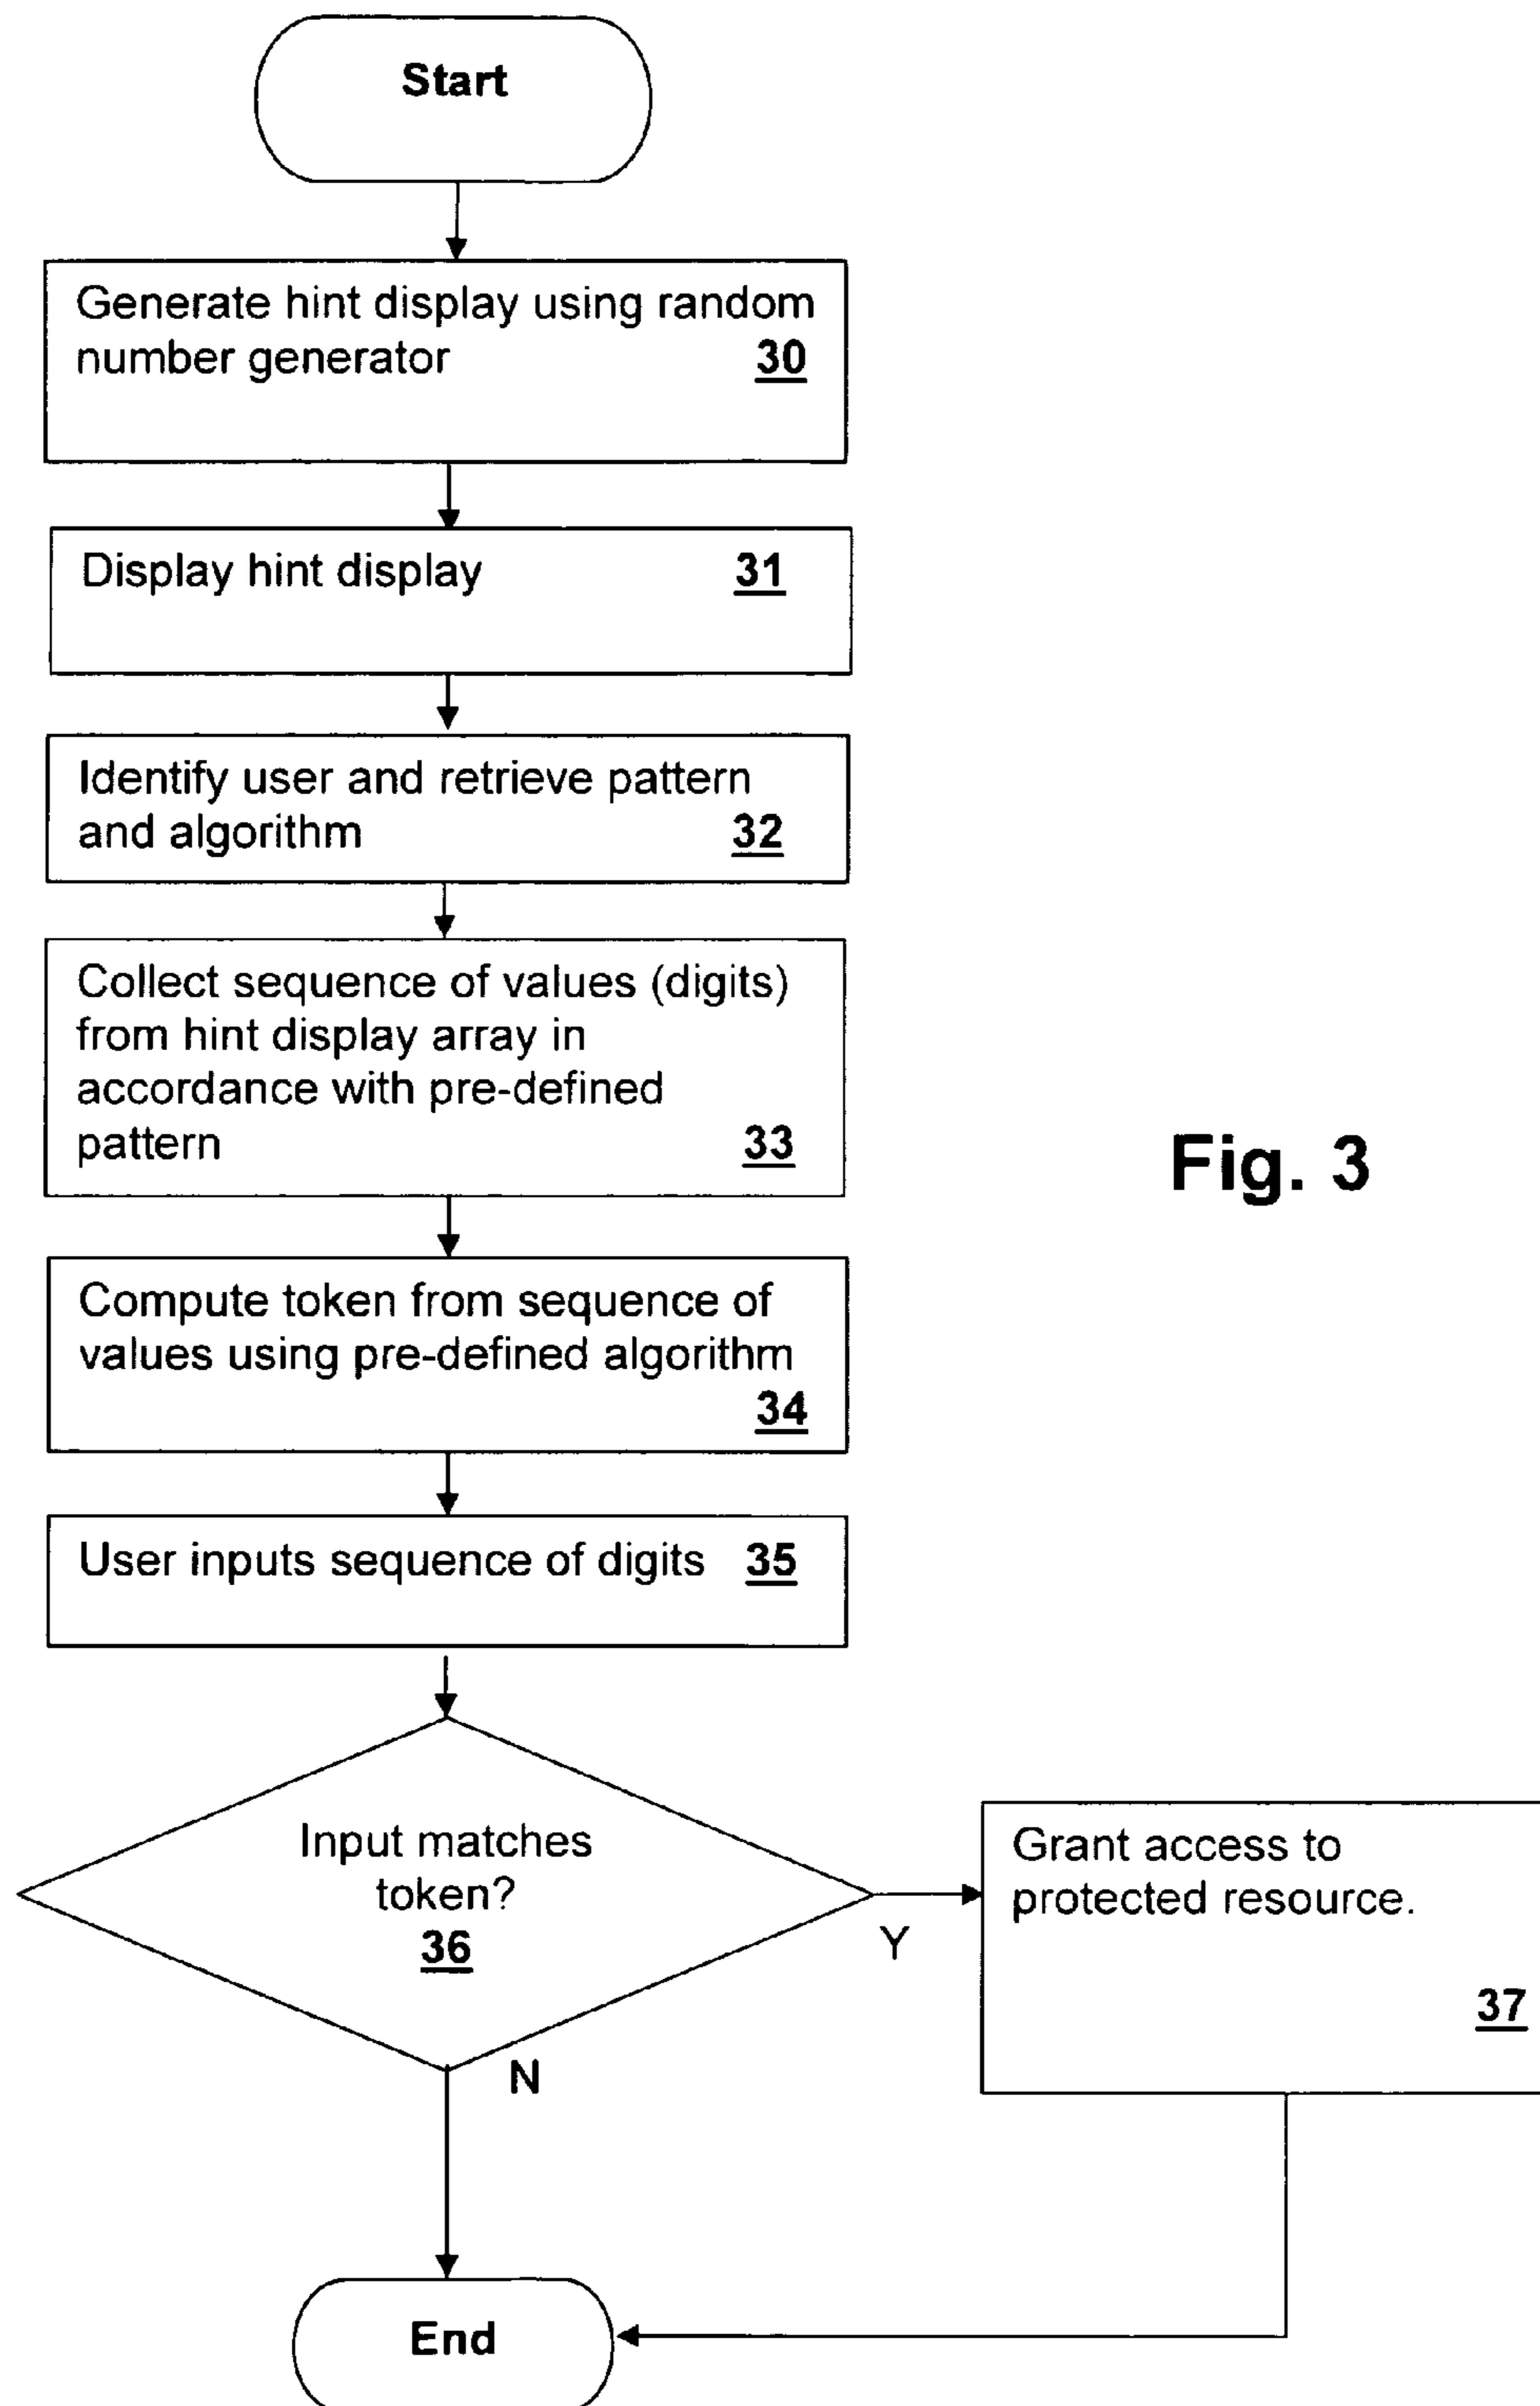 Start
Generate hint display using random
number generator 30
Display hint display 31
Identify user and retrieve pattern
and algorithm 32
Collect sequence of values (digits)
from hint display array in
accordance with pre-defined
pattern 33
Fig. 3
Compute token from sequence of
values using pre-defined algorithm
34
User inputs sequence of digits 35
Input matches
token?
36
Y
N
Grant access to
protected resource.
37
End